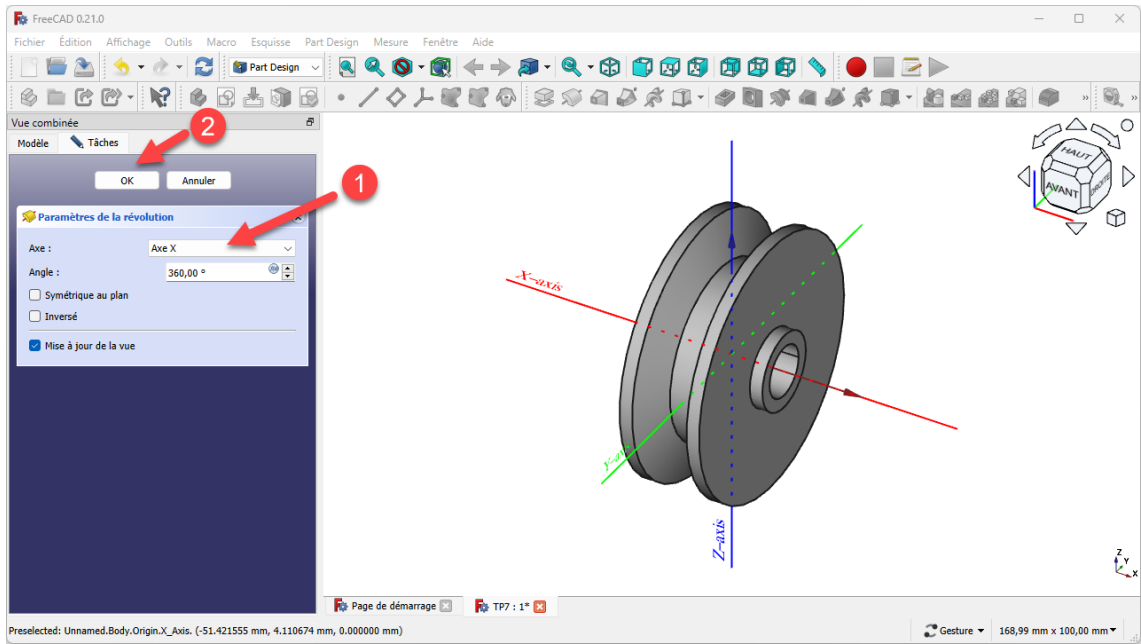 FreeCAD 0.21.0
Fichier Édition Affichage Outils Macro Esquisse Part Design Mesure Fenêtre Aide
Part Design
» »
Vue combinée
Modèle Tâches
2
OK Annuler
1
Paramètres de la révolution
Axe : Axe X
Angle : 360,00 °
Symétrique au plan
Inversé
Mise à jour de la vue
HAUT
AVANT DROITE
X-axis
Y-axis
Z-axis
Z
Y
X
Page de démarrage TP7 : 1*
Preselected: Unnamed.Body.Origin.X_Axis. (-51.421555 mm, 4.110674 mm, 0.000000 mm) Gesture 168,99 mm x 100,00 mm